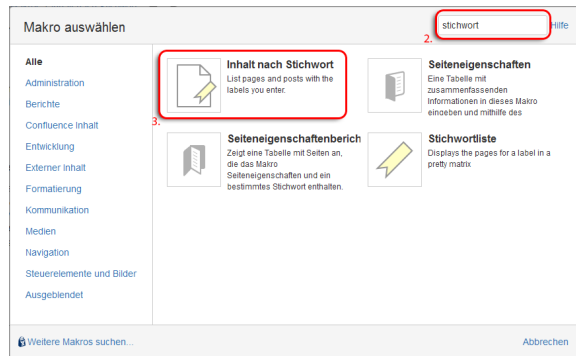 Makro auswählen
2.
stichwort
Hilfe
Alle
Administration
Berichte
Confluence Inhalt
Entwicklung
Externer Inhalt
Formatierung
Kommunikation
Medien
Navigation
Steuerelemente und Bilder
Ausgeblendet
3.
Inhalt nach Stichwort
List pages and posts with the
labels you enter.
Seiteneigenschaften
Eine Tabelle mit
zusammenfassenden
Informationen in dieses Makro
eingeben und mithilfe des
Seiteneigenschaftenberich
Zeigt eine Tabelle mit Seiten an,
die das Makro
Seiteneigenschaften und ein
bestimmtes Stichwort enthalten.
Stichwortliste
Displays the pages for a label in a
pretty matrix
Weitere Makros suchen...
Abbrechen